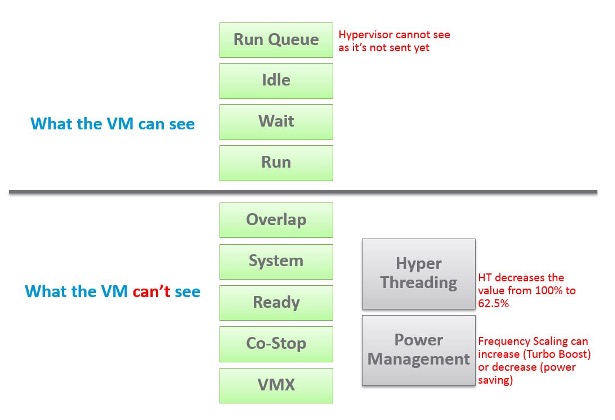 Run Queue
Hypervisor cannot see
as it's not sent yet
Idle
What the VM can see
Wait
Run
Overlap
System
What the VM can't see
Ready
Co-Stop
VMX
Hyper
Threading
HT decreases the
value from 100% to
62.5%
Power
Management
Frequency Scaling can
increase (Turbo Boost)
or decrease (power
saving)